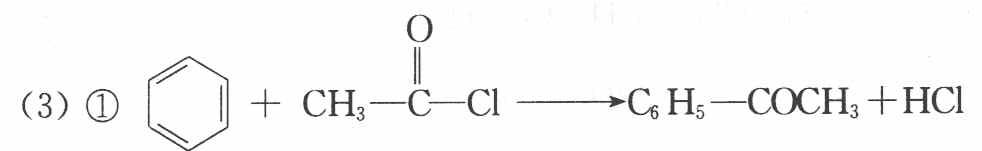 O
(3) ① + CH₃—C—Cl ⟶ C₆H₅—COCH₃ + HCl